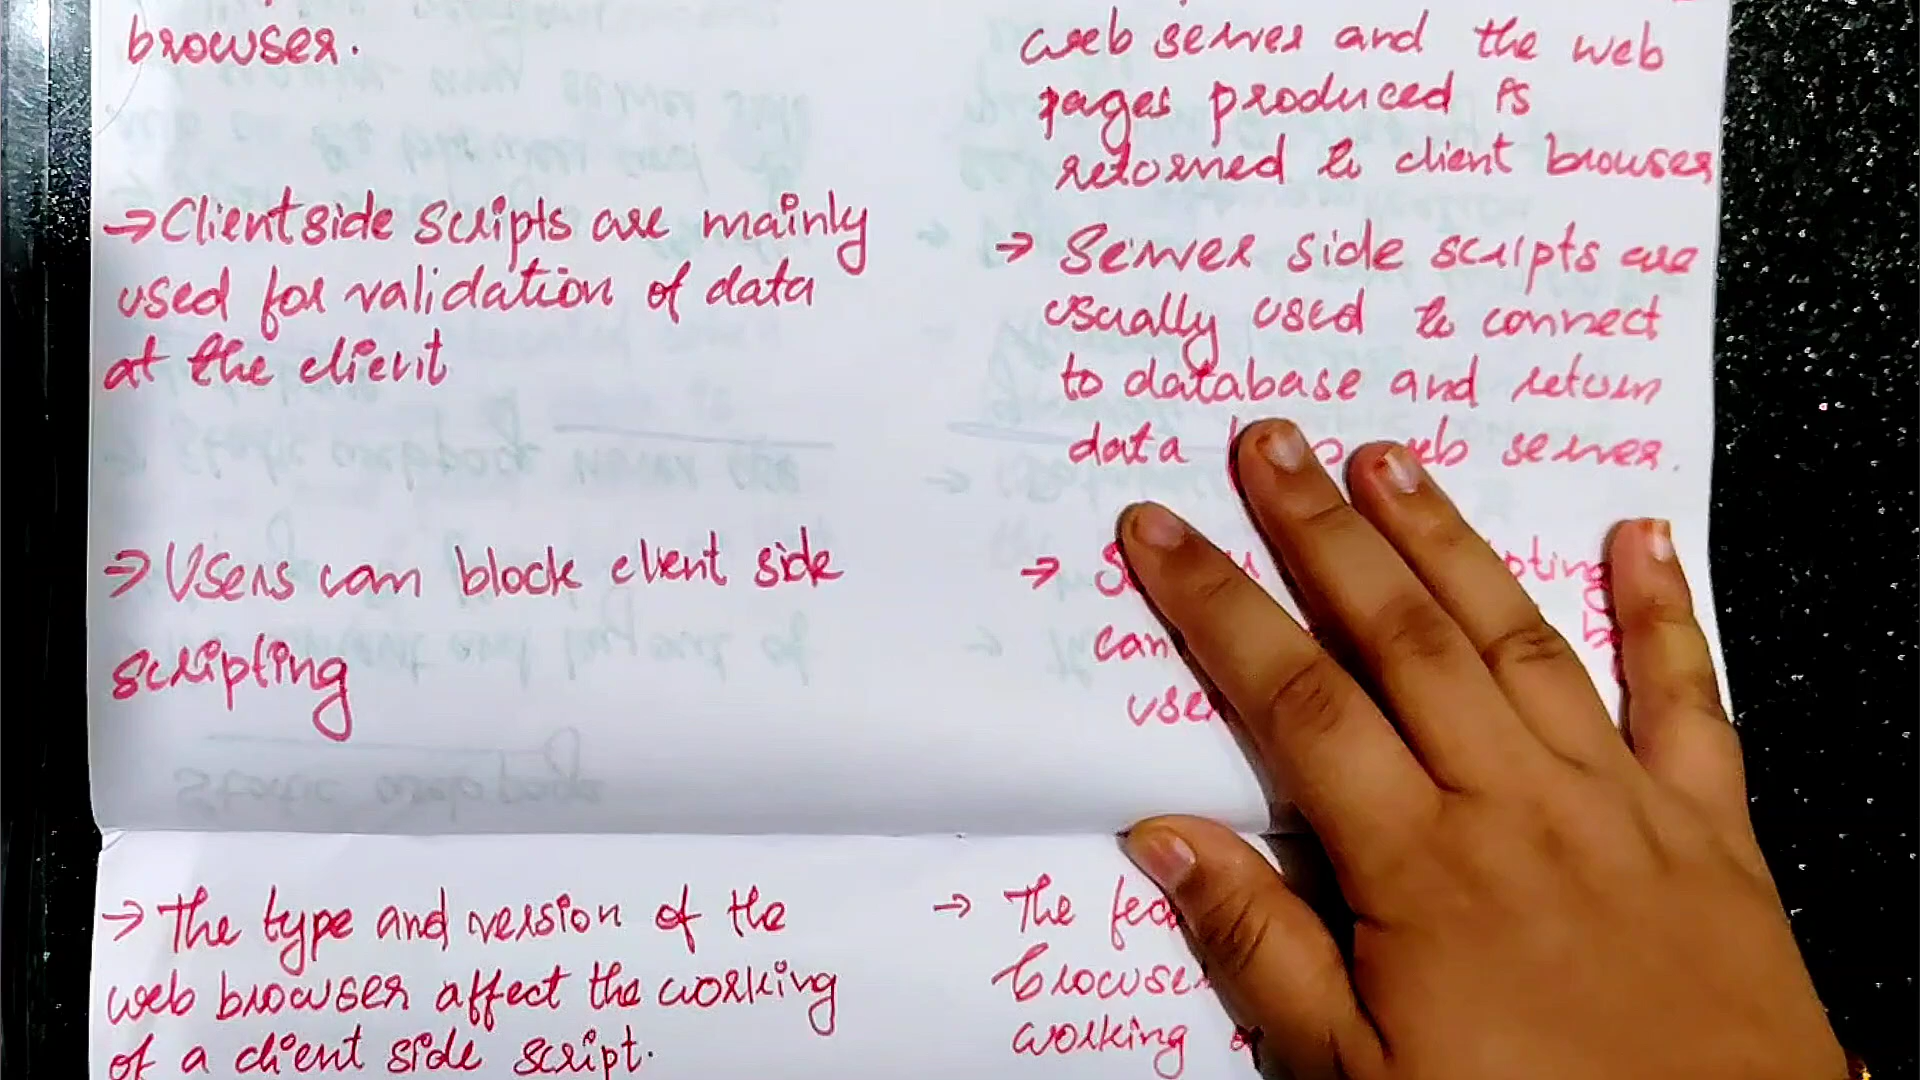 browser.
→ Client side scripts are mainly
used for validation of data
at the client
→ Users can block client side
scripting
→ The type and version of the
web browser affect the working
of a client side script.
web server and the web
pages produced is
returned to client browser
→ Server side scripts are
usually used to connect
to database and return
data web server.
→
can
user
→ The
browser
working